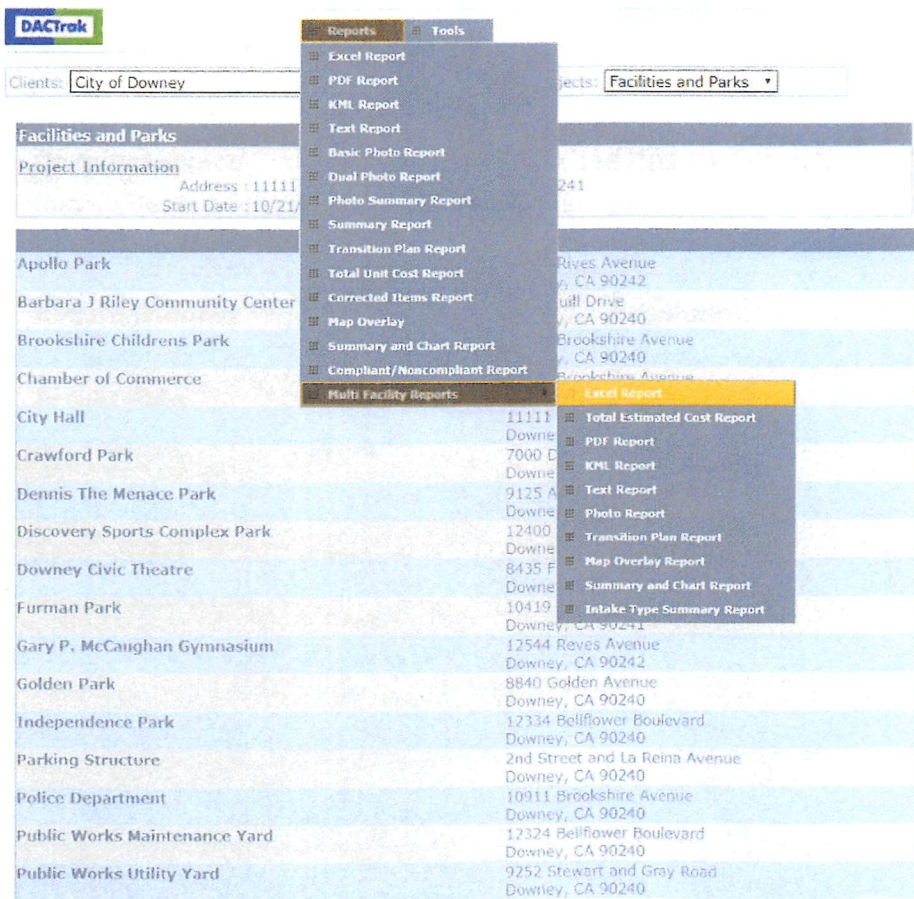 DACTrak
Reports Tools
Clients: City of Downey
jects: Facilities and Parks
Excel Report
PDF Report
KML Report
Text Report
Basic Photo Report
Dual Photo Report
Photo Summary Report
Summary Report
Transition Plan Report
Total Unit Cost Report
Corrected Items Report
Map Overlay
Summary and Chart Report
Compliant/Noncompliant Report
Multi Facility Reports
Excel Report
Total Estimated Cost Report
PDF Report
KML Report
Text Report
Photo Report
Transition Plan Report
Map Overlay Report
Summary and Chart Report
Intake Type Summary Report
Facilities and Parks
Project Information
Address : 11111 241
Start Date : 10/21/
Apollo Park Rives Avenue
, CA 90242
Barbara J Riley Community Center uill Drive
, CA 90240
Brookshire Childrens Park Brookshire Avenue
, CA 90240
Chamber of Commerce Brookshire Avenue
City Hall 11111
Downe
Crawford Park 7000 D
Downe
Dennis The Menace Park 9125 A
Downe
Discovery Sports Complex Park 12400
Downe
Downey Civic Theatre 8435 F
Downe
Furman Park 10419
Downey, CA 90241
Gary P. McCaughan Gymnasium 12544 Reves Avenue
Downey, CA 90242
Golden Park 8840 Golden Avenue
Downey, CA 90240
Independence Park 12334 Bellflower Boulevard
Downey, CA 90240
Parking Structure 2nd Street and La Reina Avenue
Downey, CA 90240
Police Department 10911 Brookshire Avenue
Downey, CA 90240
Public Works Maintenance Yard 12324 Bellflower Boulevard
Downey, CA 90240
Public Works Utility Yard 9252 Stewart and Gray Road
Downey, CA 90240